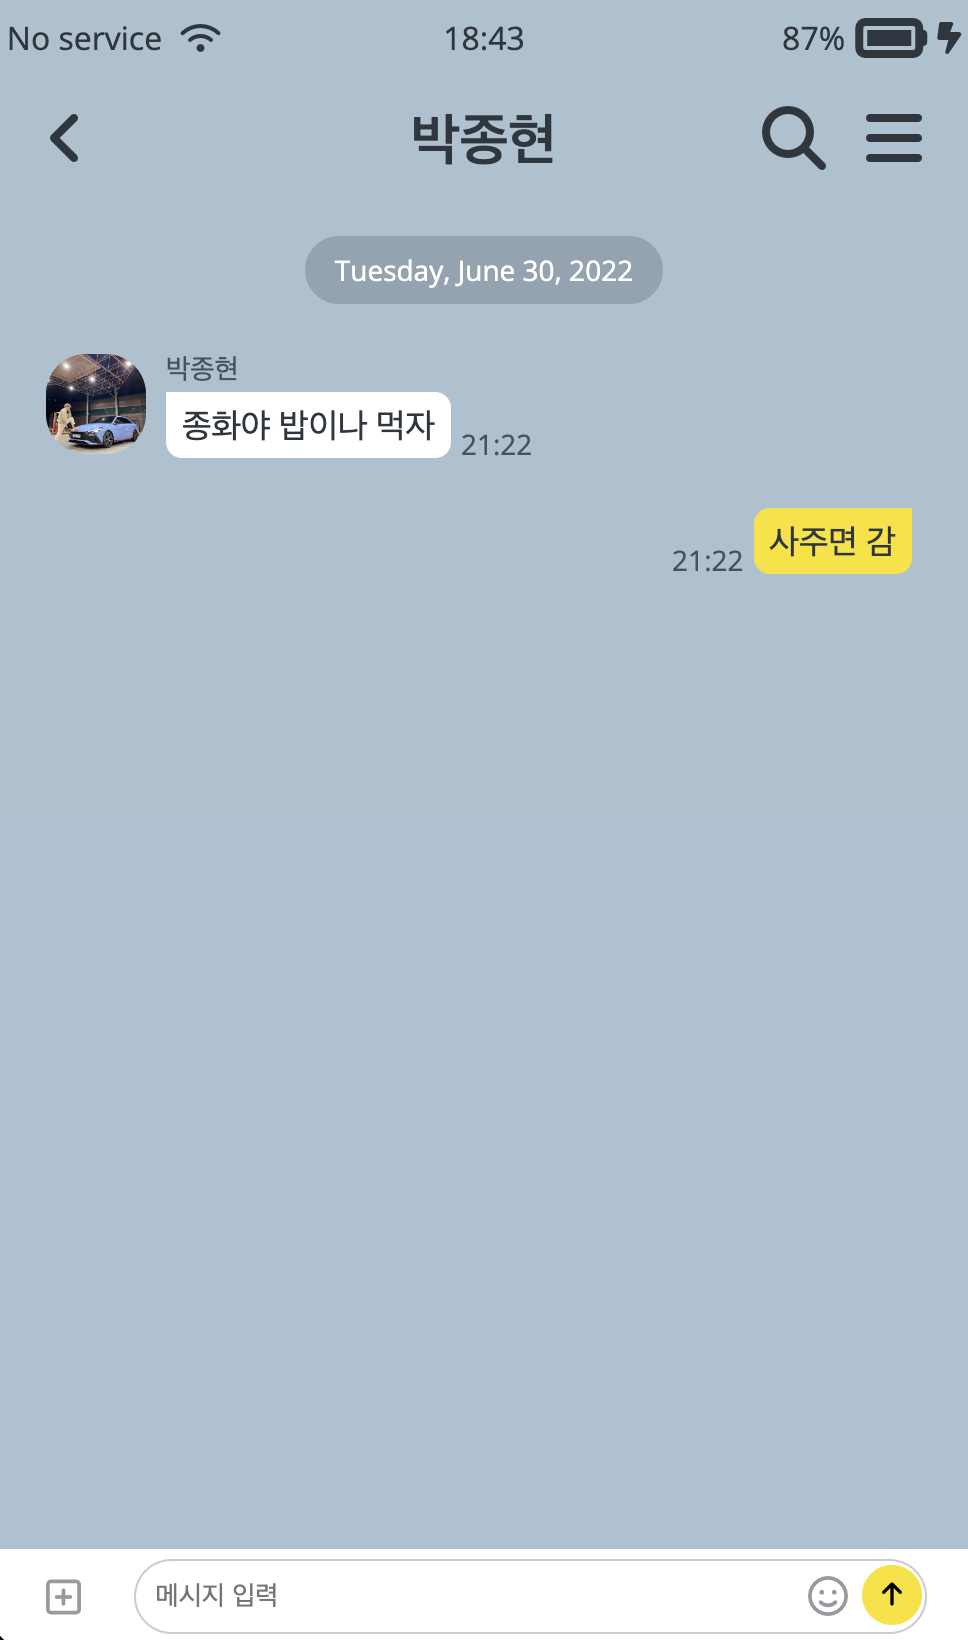 No service 18:43 87%
박종현
Tuesday, June 30, 2022
박종현
종화야 밥이나 먹자 21:22
21:22 사주면 감
메시지 입력